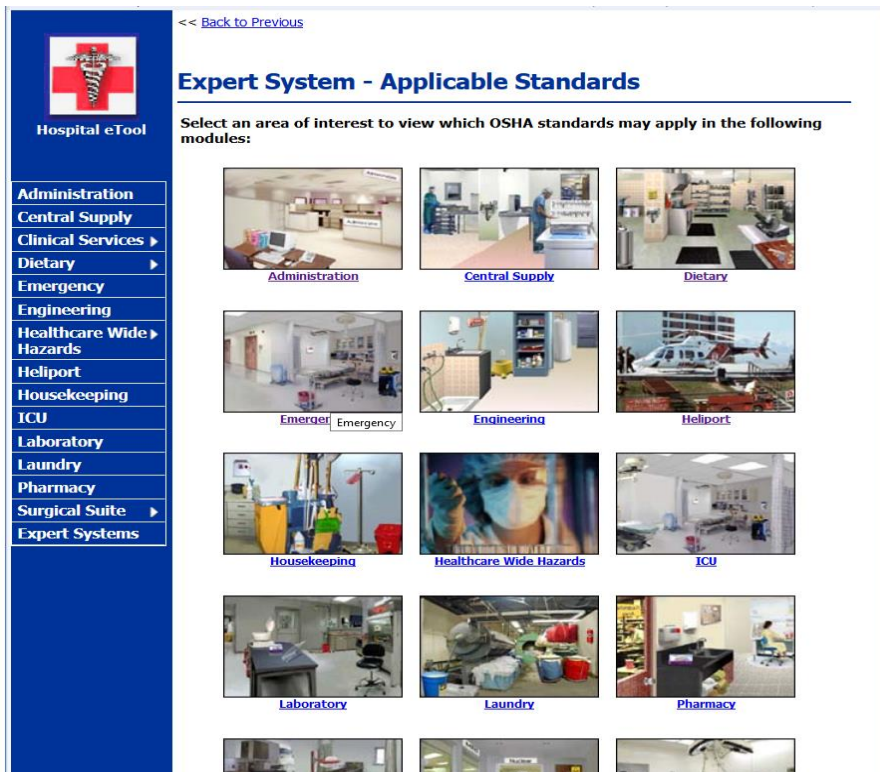 << Back to Previous
Hospital eTool
Expert System - Applicable Standards
Select an area of interest to view which OSHA standards may apply in the following
modules:
Administration
Central Supply
Clinical Services
Dietary
Emergency
Engineering
Healthcare Wide
Hazards
Heliport
Housekeeping
ICU
Laboratory
Laundry
Pharmacy
Surgical Suite
Expert Systems
Administration
Central Supply
Dietary
Emergen
Emergency
Engineering
Heliport
Housekeeping
Healthcare Wide Hazards
ICU
Laboratory
Laundry
Pharmacy
Nuclear